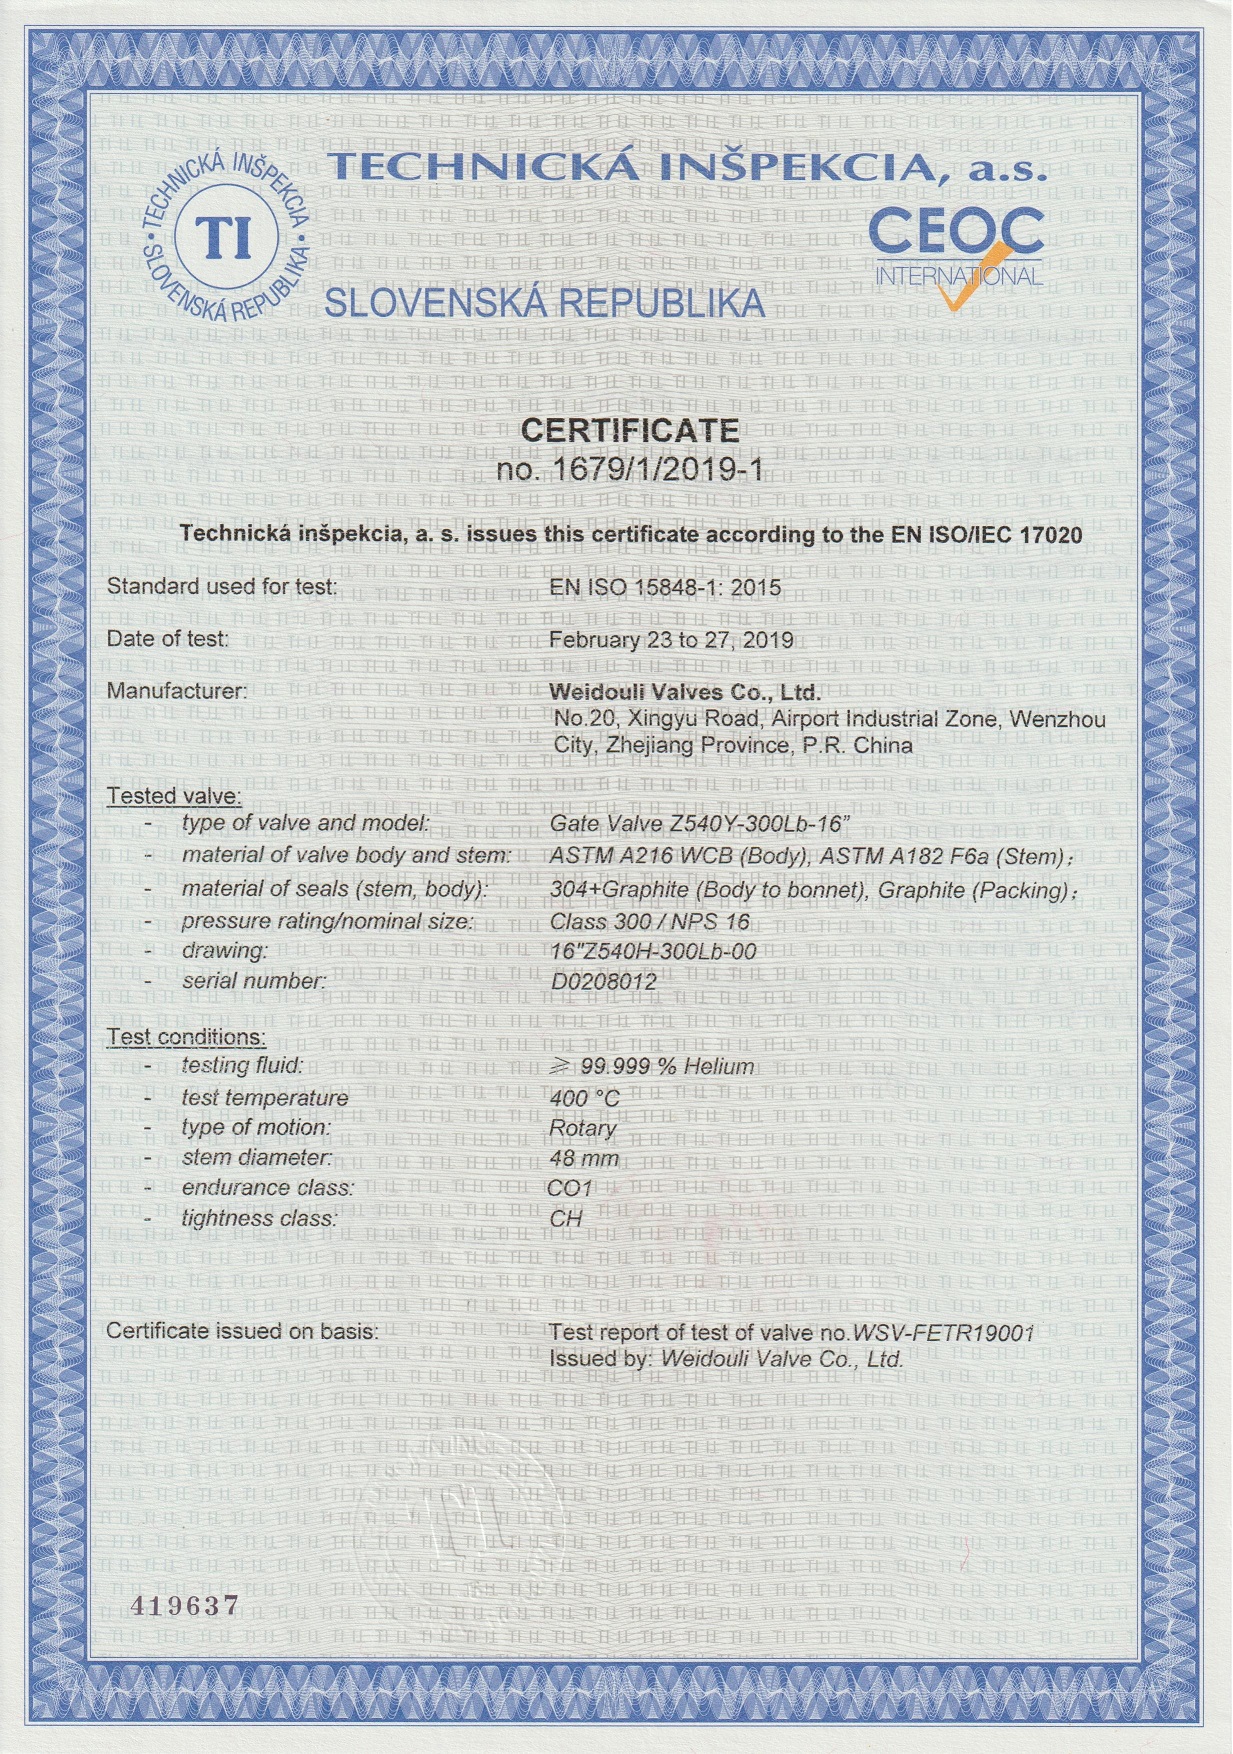 TECHNICKÁ INŠPEKCIA, a.s.
• TECHNICKÁ INŠPEKCIA •
SLOVENSKÁ REPUBLIKA
TI
CEOC
INTERNATIONAL
SLOVENSKÁ REPUBLIKA
CERTIFICATE
no. 1679/1/2019-1
Technická inšpekcia, a. s. issues this certificate according to the EN ISO/IEC 17020
Standard used for test: EN ISO 15848-1: 2015
Date of test: February 23 to 27, 2019
Manufacturer: Weidouli Valves Co., Ltd.
No.20, Xingyu Road, Airport Industrial Zone, Wenzhou
City, Zhejiang Province, P.R. China
Tested valve:
- type of valve and model: Gate Valve Z540Y-300Lb-16”
- material of valve body and stem: ASTM A216 WCB (Body), ASTM A182 F6a (Stem);
- material of seals (stem, body): 304+Graphite (Body to bonnet), Graphite (Packing);
- pressure rating/nominal size: Class 300 / NPS 16
- drawing: 16"Z540H-300Lb-00
- serial number: D0208012
Test conditions:
- testing fluid: ⩾ 99.999 % Helium
- test temperature 400 °C
- type of motion: Rotary
- stem diameter: 48 mm
- endurance class: CO1
- tightness class: CH
Certificate issued on basis: Test report of test of valve no.WSV-FETR19001
Issued by: Weidouli Valve Co., Ltd.
419637